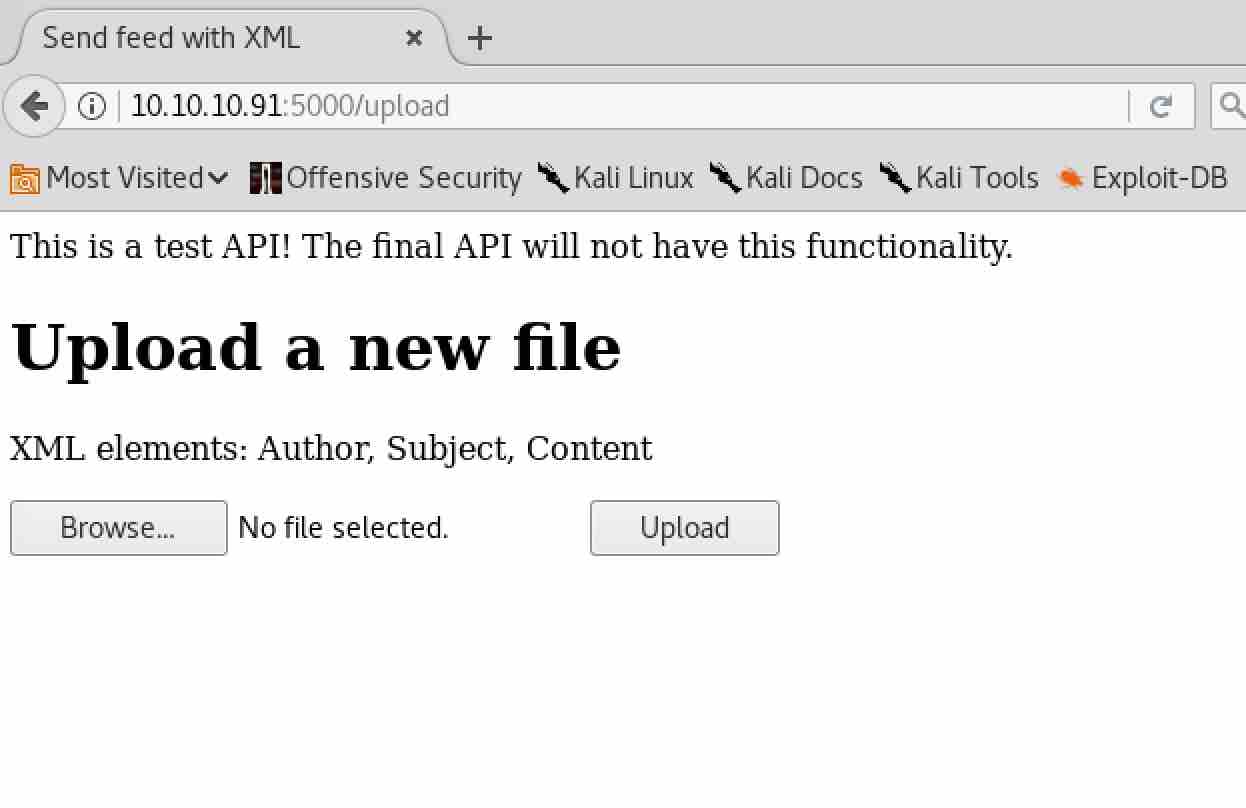 Send feed with XML
10.10.10.91:5000/upload
Most Visited Offensive Security Kali Linux Kali Docs Kali Tools Exploit-DB
This is a test API! The final API will not have this functionality.
Upload a new file
XML elements: Author, Subject, Content
Browse... No file selected. Upload